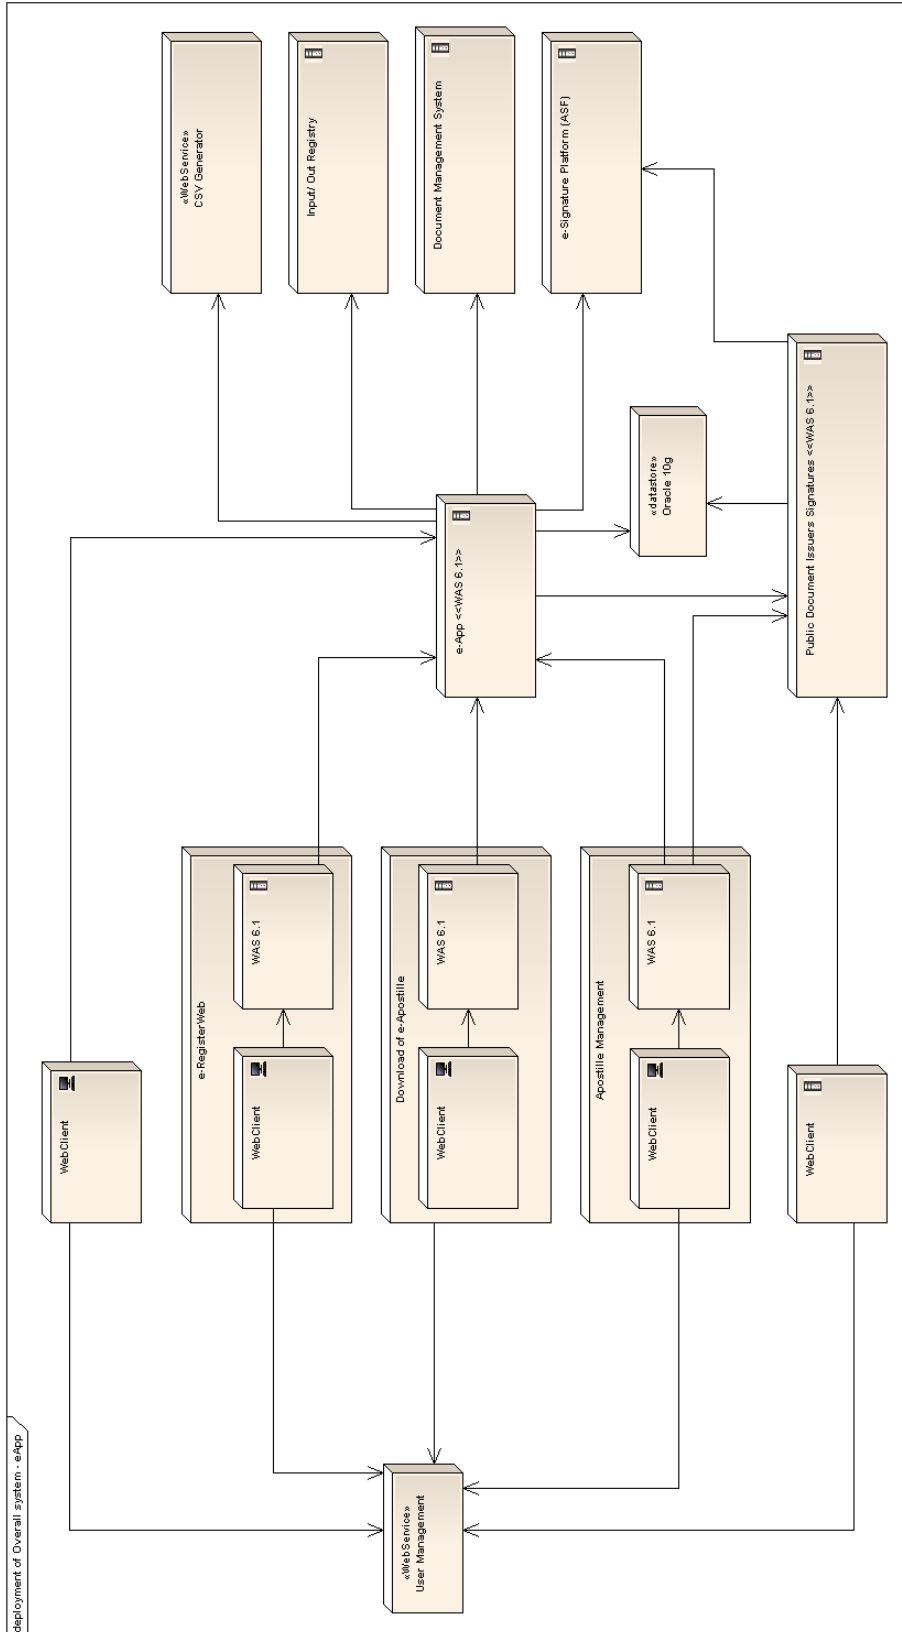 deployment of Overall system - eApp
«WebService»
User Management
WebClient
e-RegisterWeb
WebClient
WAS 6.1
Download of e-Apostille
WebClient
WAS 6.1
Apostille Management
WebClient
WAS 6.1
WebClient
e-App <<WAS 6.1>>
«datastore»
Oracle 10g
Public Document Issuers Signatures <<WAS 6.1>>
«WebService»
CSV Generator
Input/ Out Registry
Document Management System
e-Signature Platform (ASF)